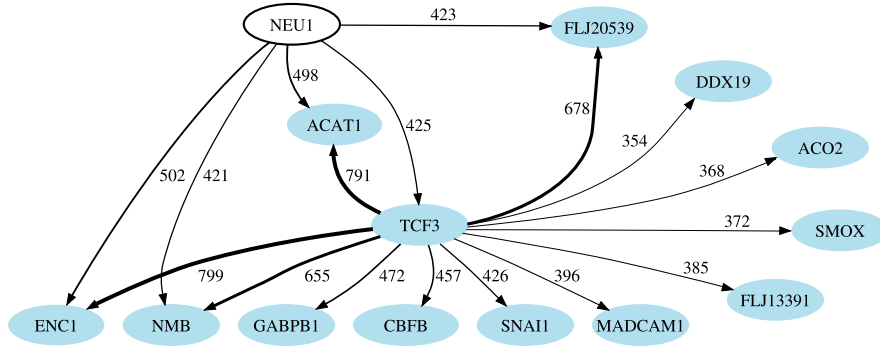 NEU1
423
FLJ20539
498
DDX19
678
ACAT1
425
354
ACO2
502
421
791
368
TCF3
372
SMOX
799
655
472
457
426
396
385
FLJ13391
ENC1
NMB
GABPB1
CBFB
SNAI1
MADCAM1